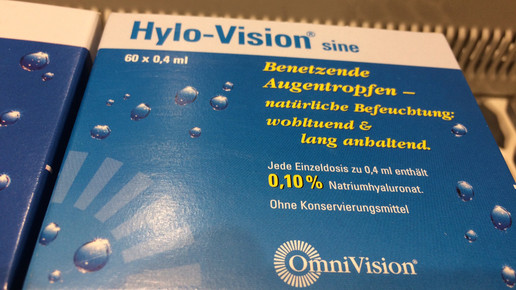 Hylo-Vision® sine
60 x 0,4 ml
Benetzende
Augentropfen –
natürliche Befeuchtung:
wohltuend &
lang anhaltend.
Jede Einzeldosis zu 0,4 ml enthält
0,10 % Natriumhyaluronat.
Ohne Konservierungsmittel
OmniVision®